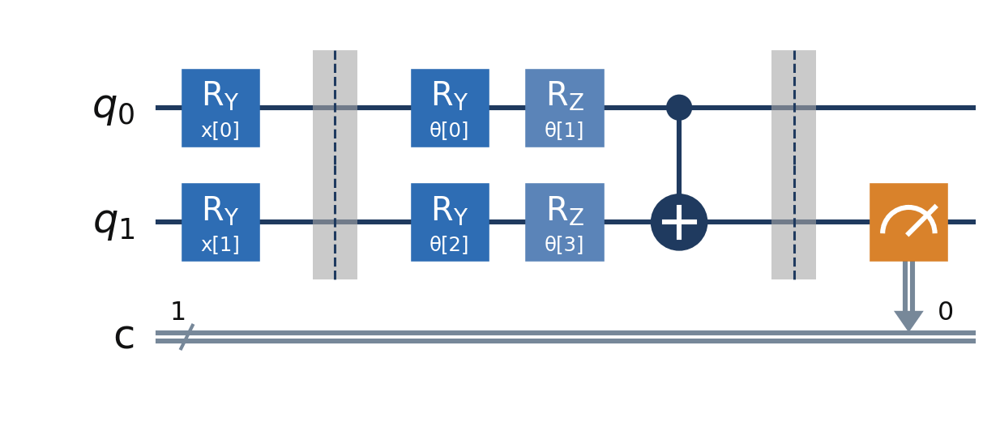 q0 RY x[0] RY θ[0] RZ θ[1]
q1 RY x[1] RY θ[2] RZ θ[3]
1 0
c